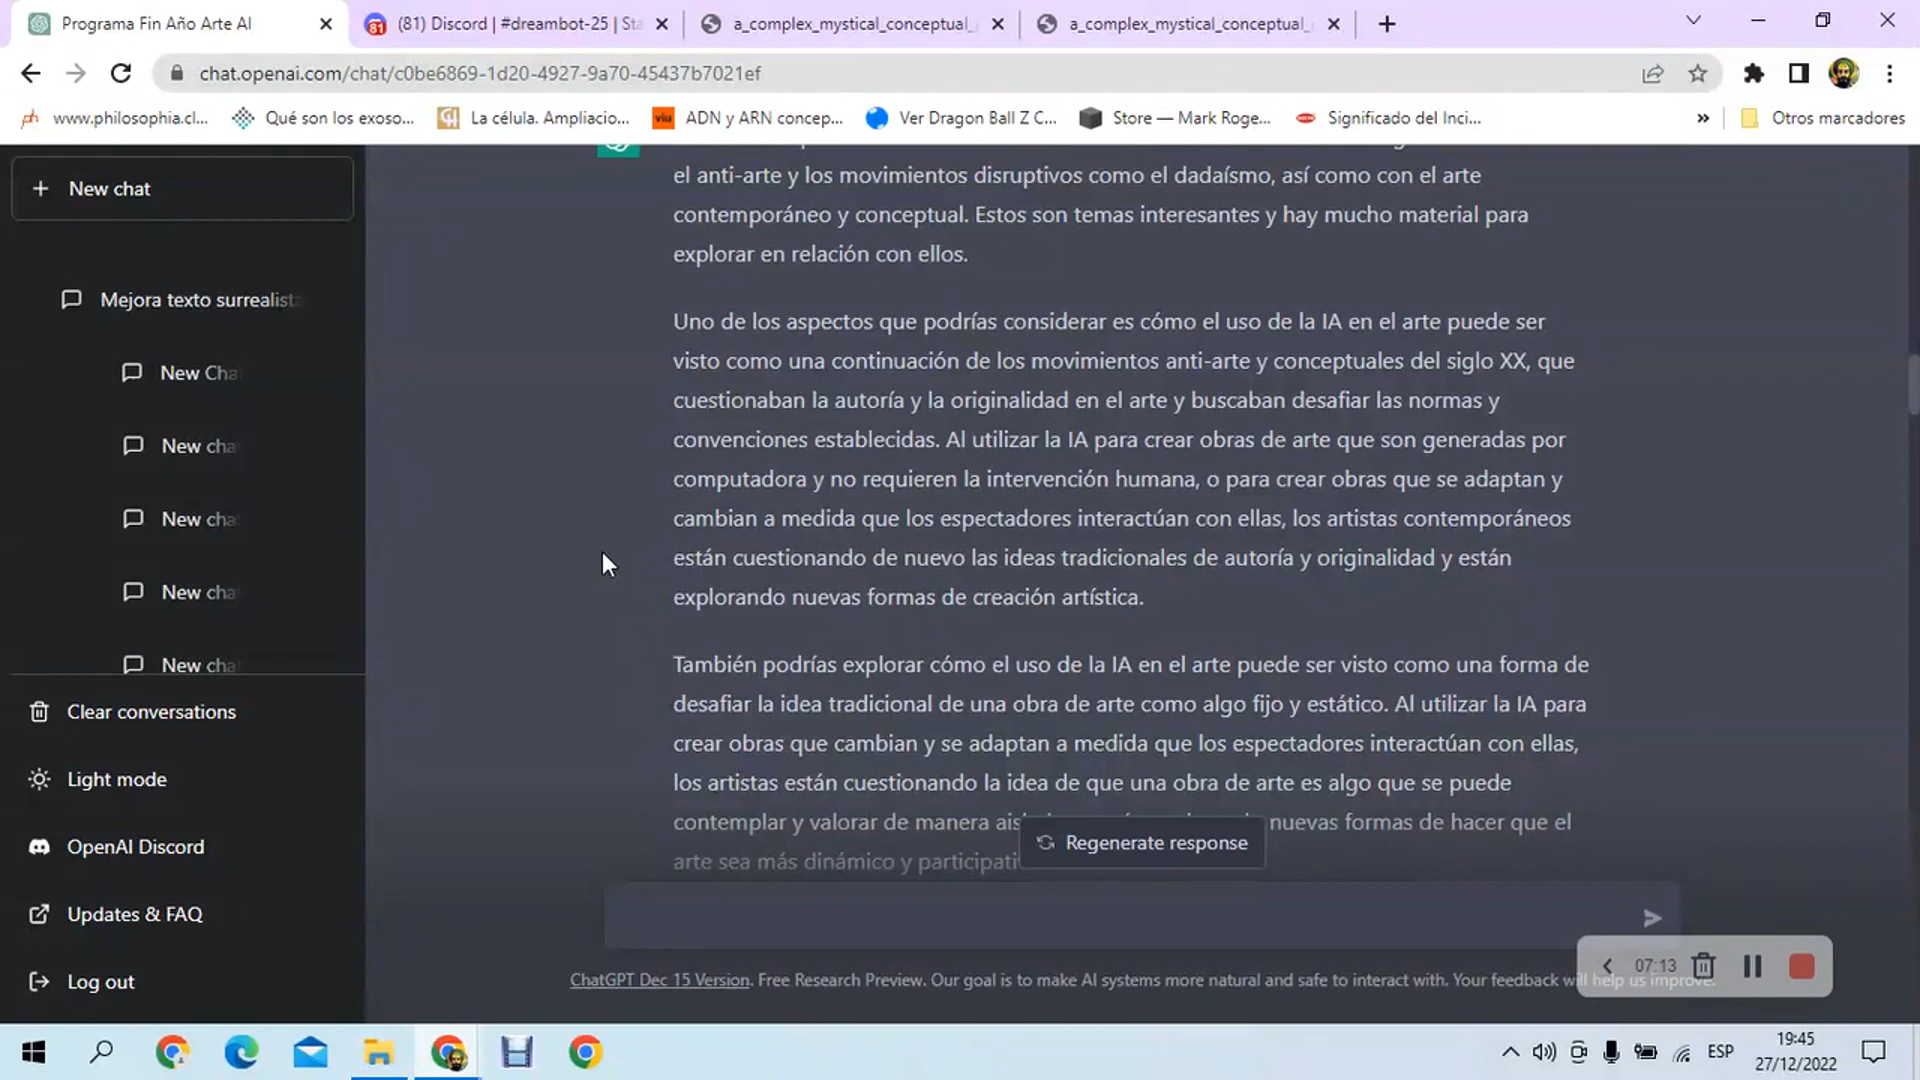 Programa Fin Año Arte AI
(81) Discord | #dreambot-25 | Sta
a_complex_mystical_conceptual_
a_complex_mystical_conceptual_
chat.openai.com/chat/c0be6869-1d20-4927-9a70-45437b7021ef
www.philosophia.cl...
Qué son los exoso...
La célula. Ampliacio...
ADN y ARN concep...
Ver Dragon Ball Z C...
Store — Mark Roge...
Significado del Inci...
»
Otros marcadores
New chat
Mejora texto surrealista
New Cha
New cha
New cha
New cha
New cha
Clear conversations
Light mode
OpenAI Discord
Updates & FAQ
Log out
el anti-arte y los movimientos disruptivos como el dadaísmo, así como con el arte
contemporáneo y conceptual. Estos son temas interesantes y hay mucho material para
explorar en relación con ellos.
Uno de los aspectos que podrías considerar es cómo el uso de la IA en el arte puede ser
visto como una continuación de los movimientos anti-arte y conceptuales del siglo XX, que
cuestionaban la autoría y la originalidad en el arte y buscaban desafiar las normas y
convenciones establecidas. Al utilizar la IA para crear obras de arte que son generadas por
computadora y no requieren la intervención humana, o para crear obras que se adaptan y
cambian a medida que los espectadores interactúan con ellas, los artistas contemporáneos
están cuestionando de nuevo las ideas tradicionales de autoría y originalidad y están
explorando nuevas formas de creación artística.
También podrías explorar cómo el uso de la IA en el arte puede ser visto como una forma de
desafiar la idea tradicional de una obra de arte como algo fijo y estático. Al utilizar la IA para
crear obras que cambian y se adaptan a medida que los espectadores interactúan con ellas,
los artistas están cuestionando la idea de que una obra de arte es algo que se puede
contemplar y valorar de manera nuevas formas de hacer que el
arte sea más dinámico y
Regenerate response
ChatGPT Dec 15 Version. Free Research Preview. Our goal is to make AI systems more natural and safe to interact with. Your feedback will help us improve.
07:13
ESP
19:45
27/12/2022